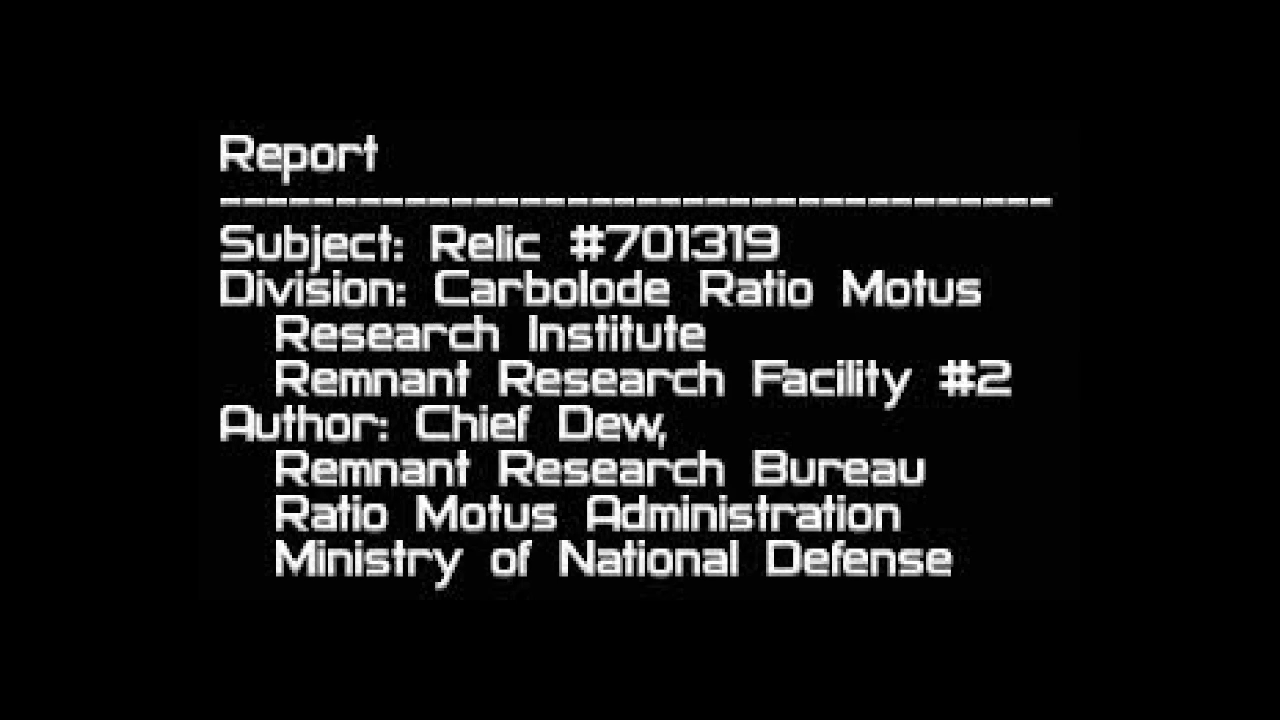 Report
------------------------------------
Subject: Relic #701319
Division: Carbolode Ratio Motus
Research Institute
Remnant Research Facility #2
Author: Chief Dew,
Remnant Research Bureau
Ratio Motus Administration
Ministry of National Defense